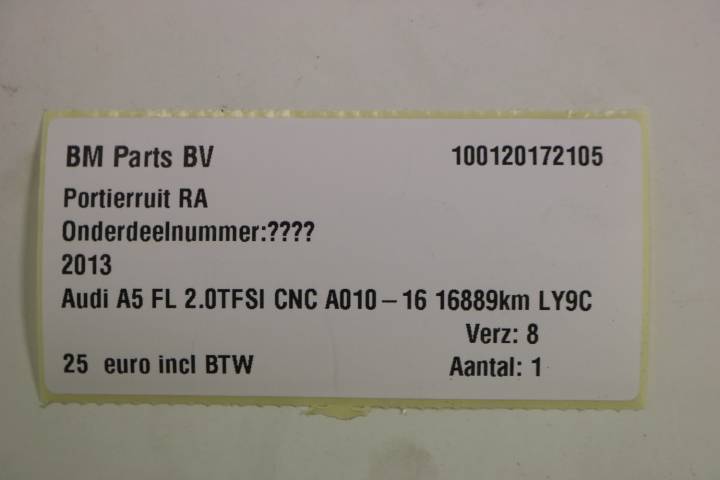 BM Parts BV 100120172105
Portierruit RA
Onderdeelnummer:????
2013
Audi A5 FL 2.0TFSI CNC A010-16 16889km LY9C
Verz: 8
25 euro incl BTW Aantal: 1